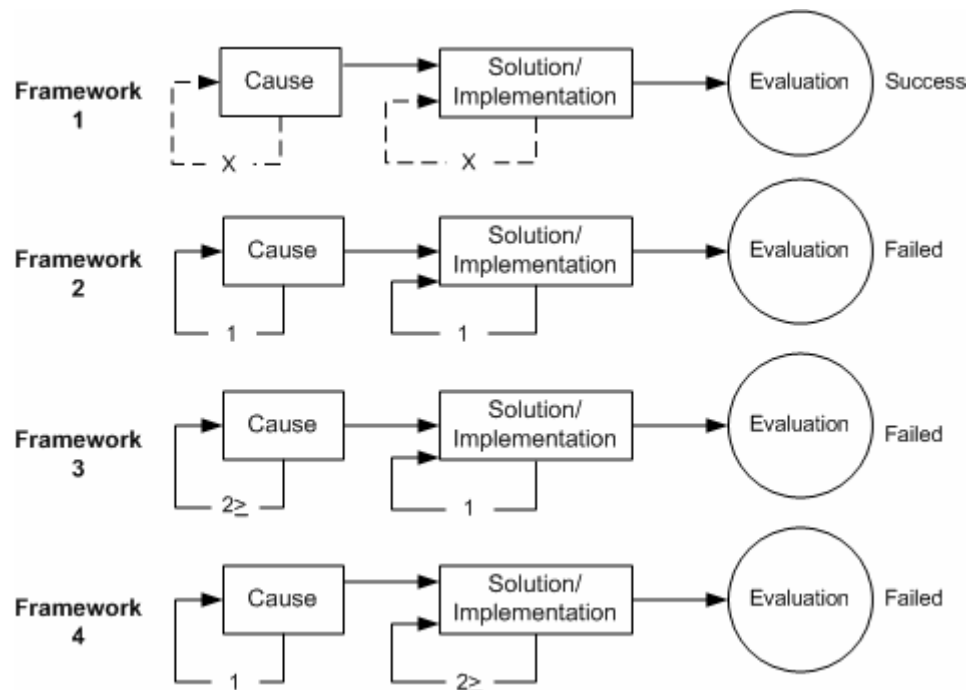 Framework
1
Cause
X
Solution/
Implementation
X
Evaluation
Success
Framework
2
Cause
1
Solution/
Implementation
1
Evaluation
Failed
Framework
3
Cause
2≥
Solution/
Implementation
1
Evaluation
Failed
Framework
4
Cause
1
Solution/
Implementation
2≥
Evaluation
Failed